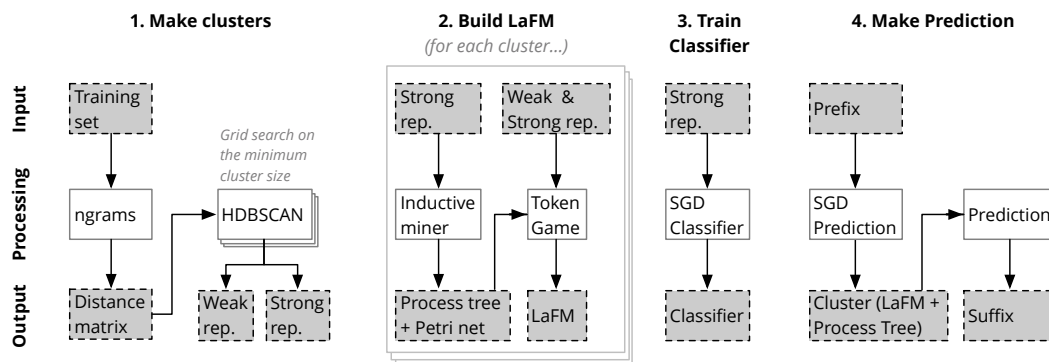 1. Make clusters
2. Build LaFM
(for each cluster...)
3. Train
Classifier
4. Make Prediction
Input
Processing
Output
Training
set
Grid search on
the minimum
cluster size
ngrams
HDBSCAN
Distance
matrix
Weak
rep.
Strong
rep.
Strong
rep.
Weak &
Strong rep.
Inductive
miner
Token
Game
Process tree
+ Petri net
LaFM
Strong
rep.
SGD
Classifier
Classifier
Prefix
SGD
Prediction
Prediction
Cluster (LaFM +
Process Tree)
Suffix